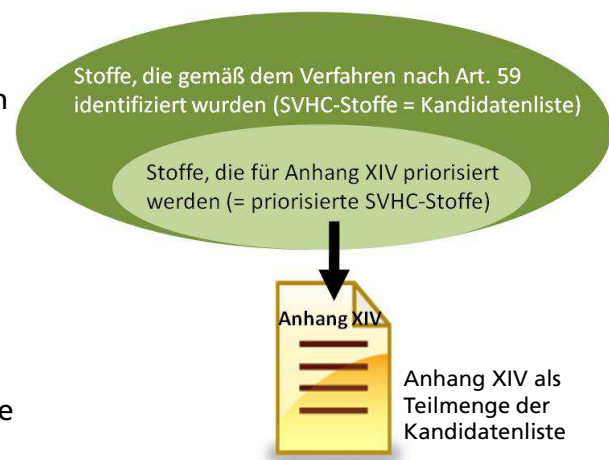 Stoffe, die gemäß dem Verfahren nach Art. 59
n
identifiziert wurden (SVHC-Stoffe = Kandidatenliste)
Stoffe, die für Anhang XIV priorisiert
werden (= priorisierte SVHC-Stoffe)
Anhang XIV
Anhang XIV als
Teilmenge der
e
Kandidatenliste